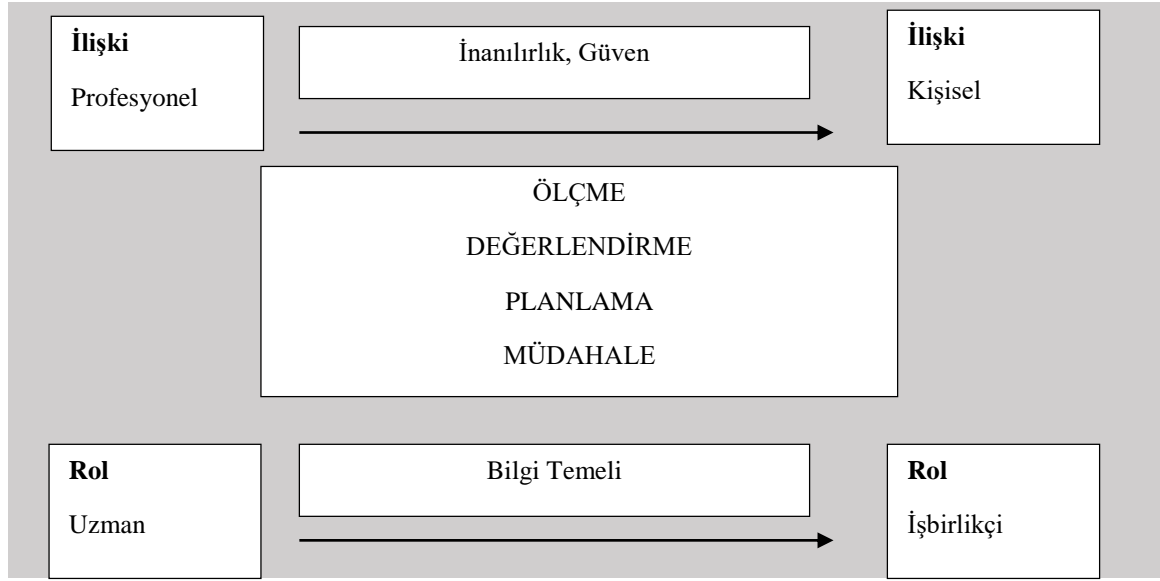 İlişki
Profesyonel
İnanılırlık, Güven
İlişki
Kişisel
ÖLÇME
DEĞERLENDİRME
PLANLAMA
MÜDAHALE
Rol
Uzman
Bilgi Temeli
Rol
İşbirlikçi